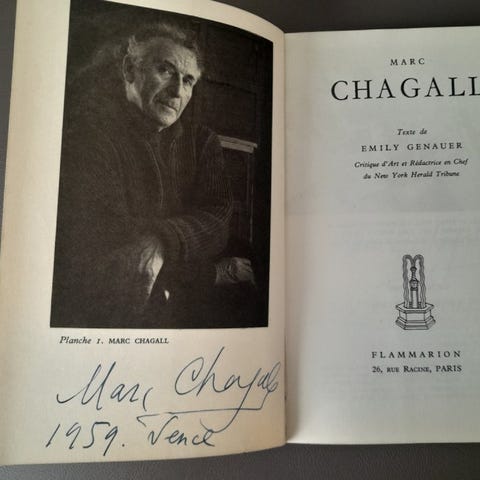 Planche 1. MARC CHAGALL
Marc Chagall
1959. Vence
MARC
CHAGALL
Texte de
EMILY GENAUER
Critique d'Art et Rédactrice en Chef
du New York Herald Tribune
FLAMMARION
26, RUE RACINE, PARIS